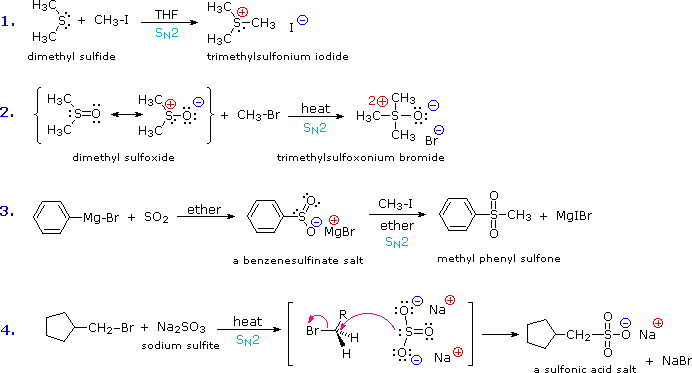 1. H₃C S: H₃C + CH₃-I THF SN2 H₃C S CH₃ H₃C ⊕ I ⊖
dimethyl sulfide trimethylsulfonium iodide
2. H₃C :S=O: H₃C ↔ H₃C S-O: H₃C ⊕ ⊖ + CH₃-Br heat SN2 2⊕ CH₃ H₃C-S-O: CH₃ ⊖ Br ⊖
dimethyl sulfoxide trimethylsulfoxonium bromide
3. Mg-Br + SO₂ ether :S O: O ⊖ ⊕ MgBr CH₃-I ether SN2 O S-CH₃ O + MgIBr
a benzenesulfinate salt methyl phenyl sulfone
4. CH₂-Br + Na₂SO₃ heat SN2 Br R H H :O: ⊖ Na ⊕ :S=O :O: ⊖ Na ⊕ CH₂-S-O ⊖ Na ⊕ O O
sodium sulfite a sulfonic acid salt + NaBr